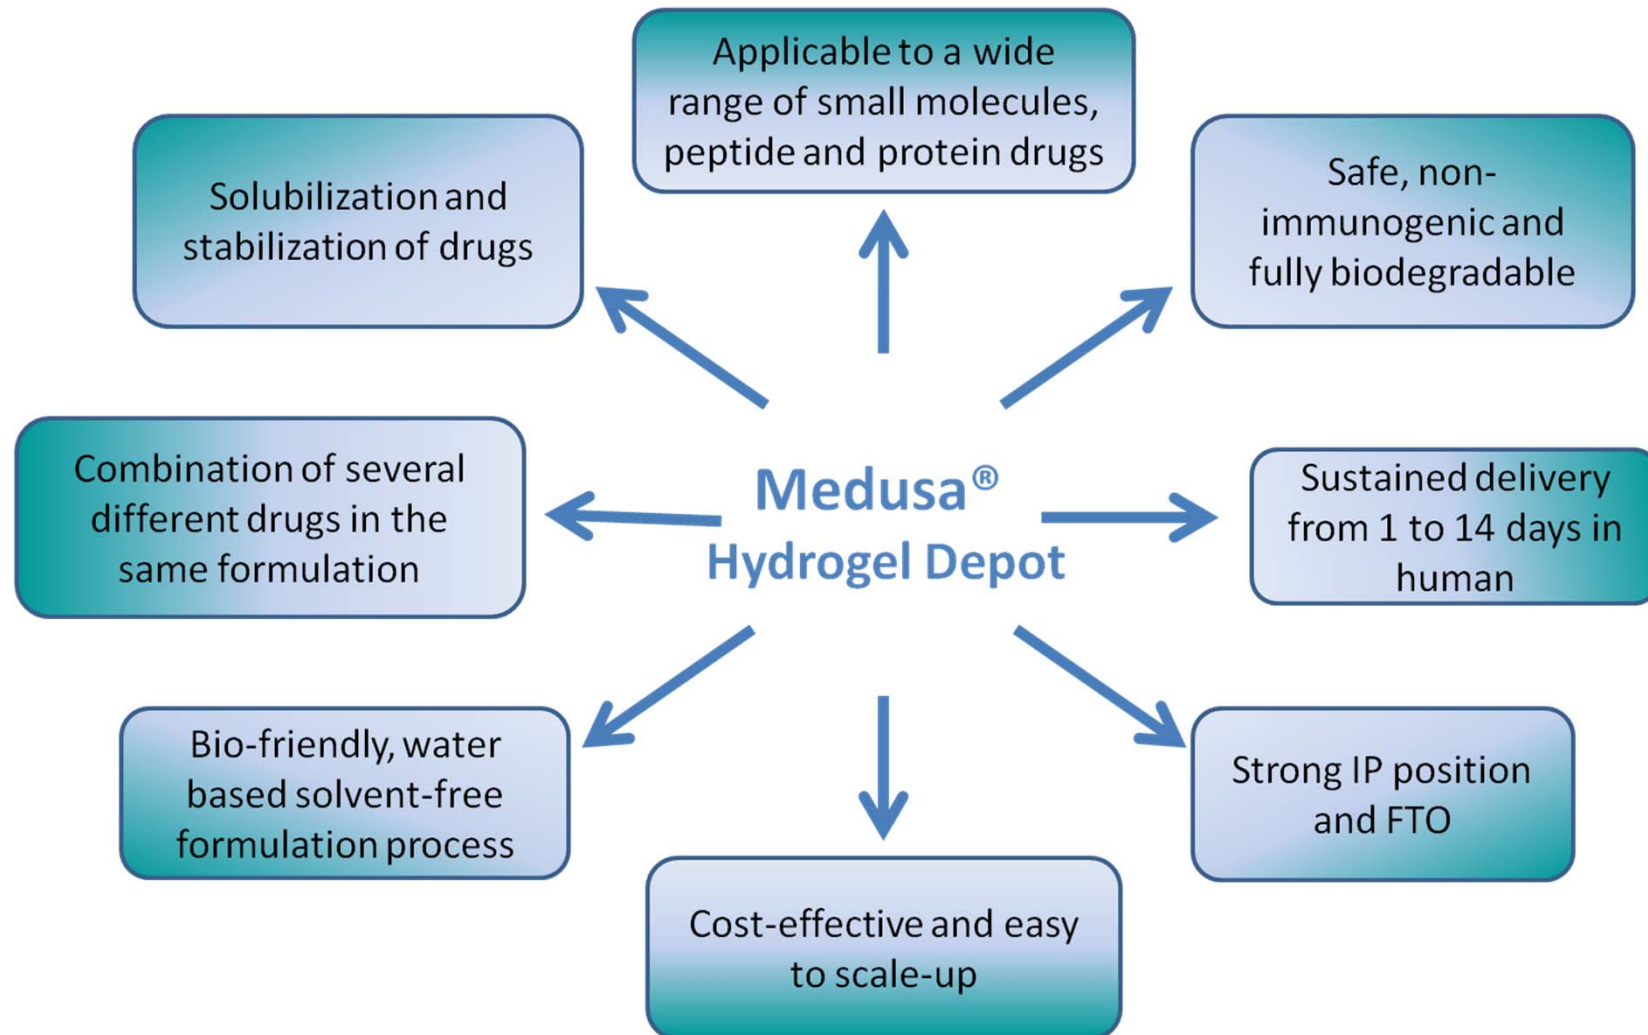 Applicable to a wide
range of small molecules,
peptide and protein drugs
Solubilization and
stabilization of drugs
Safe, non-
immunogenic and
fully biodegradable
Combination of several
different drugs in the
same formulation
Medusa®
Hydrogel Depot
Sustained delivery
from 1 to 14 days in
human
Bio-friendly, water
based solvent-free
formulation process
Strong IP position
and FTO
Cost-effective and easy
to scale-up